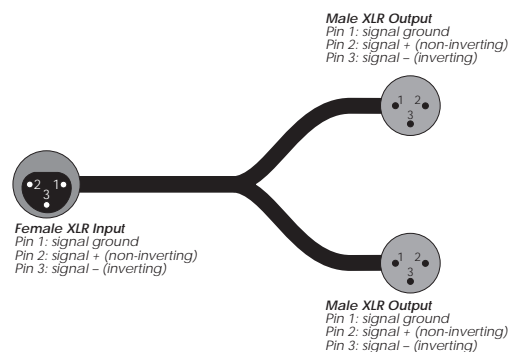 Male XLR Output
Pin 1: signal ground
Pin 2: signal + (non-inverting)
Pin 3: signal – (inverting)
1 2
3
2 1
3
Female XLR Input
Pin 1: signal ground
Pin 2: signal + (non-inverting)
Pin 3: signal – (inverting)
1 2
3
Male XLR Output
Pin 1: signal ground
Pin 2: signal + (non-inverting)
Pin 3: signal – (inverting)